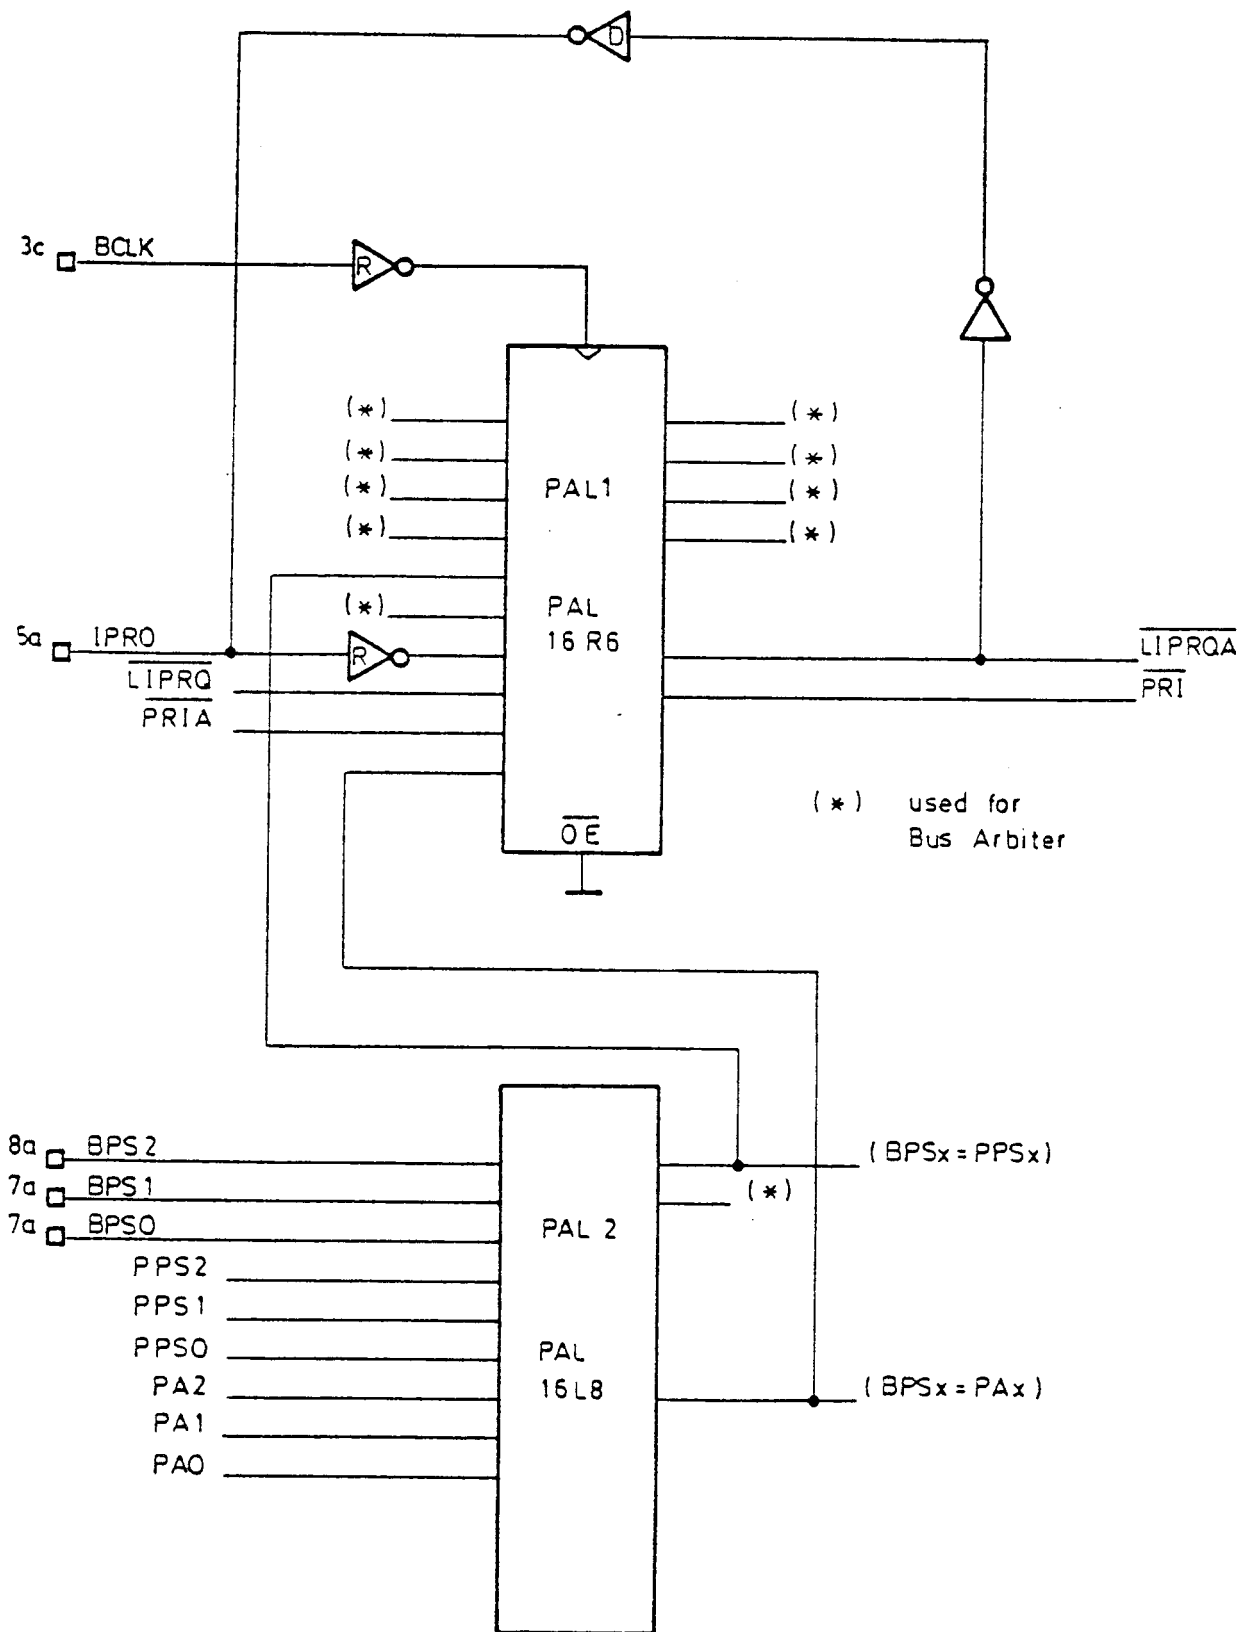 D
3c BCLK R
(*) (*)
(*) (*)
PAL1
(*) (*)
(*) (*)
(*) PAL
16 R6
5a IPRO R
LIPRQA
LIPRQ
PRI
PRIA
(*) used for
Bus Arbiter
OE
8a BPS2
(BPSx = PPSx)
7a BPS1 (*)
7a BPS0
PAL 2
PPS2
PPS1
PPS0 PAL
16L8
PA2 (BPSx = PAx)
PA1
PA0